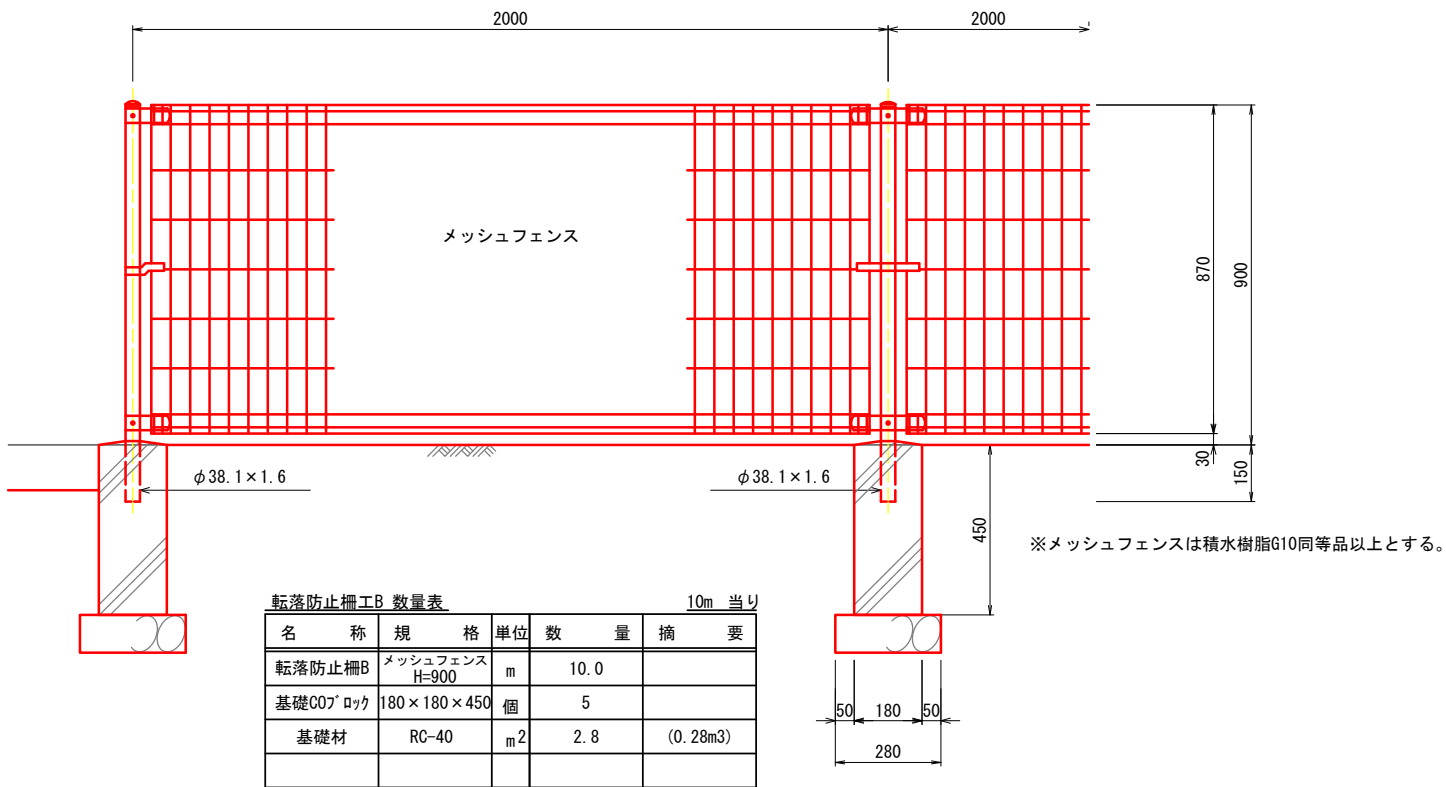 2000
2000
メッシュフェンス
870
900
30
150
φ38.1×1.6
φ38.1×1.6
450
※メッシュフェンスは積水樹脂G10同等品以上とする。
転落防止柵工B 数量表
10m 当り
名 称 規 格 単位 数 量 摘 要
転落防止柵B メッシュフェンス H=900 m 10.0
基礎COブロック 180×180×450 個 5
基礎材 RC-40 m2 2.8 (0.28m3)
50 180 50
280